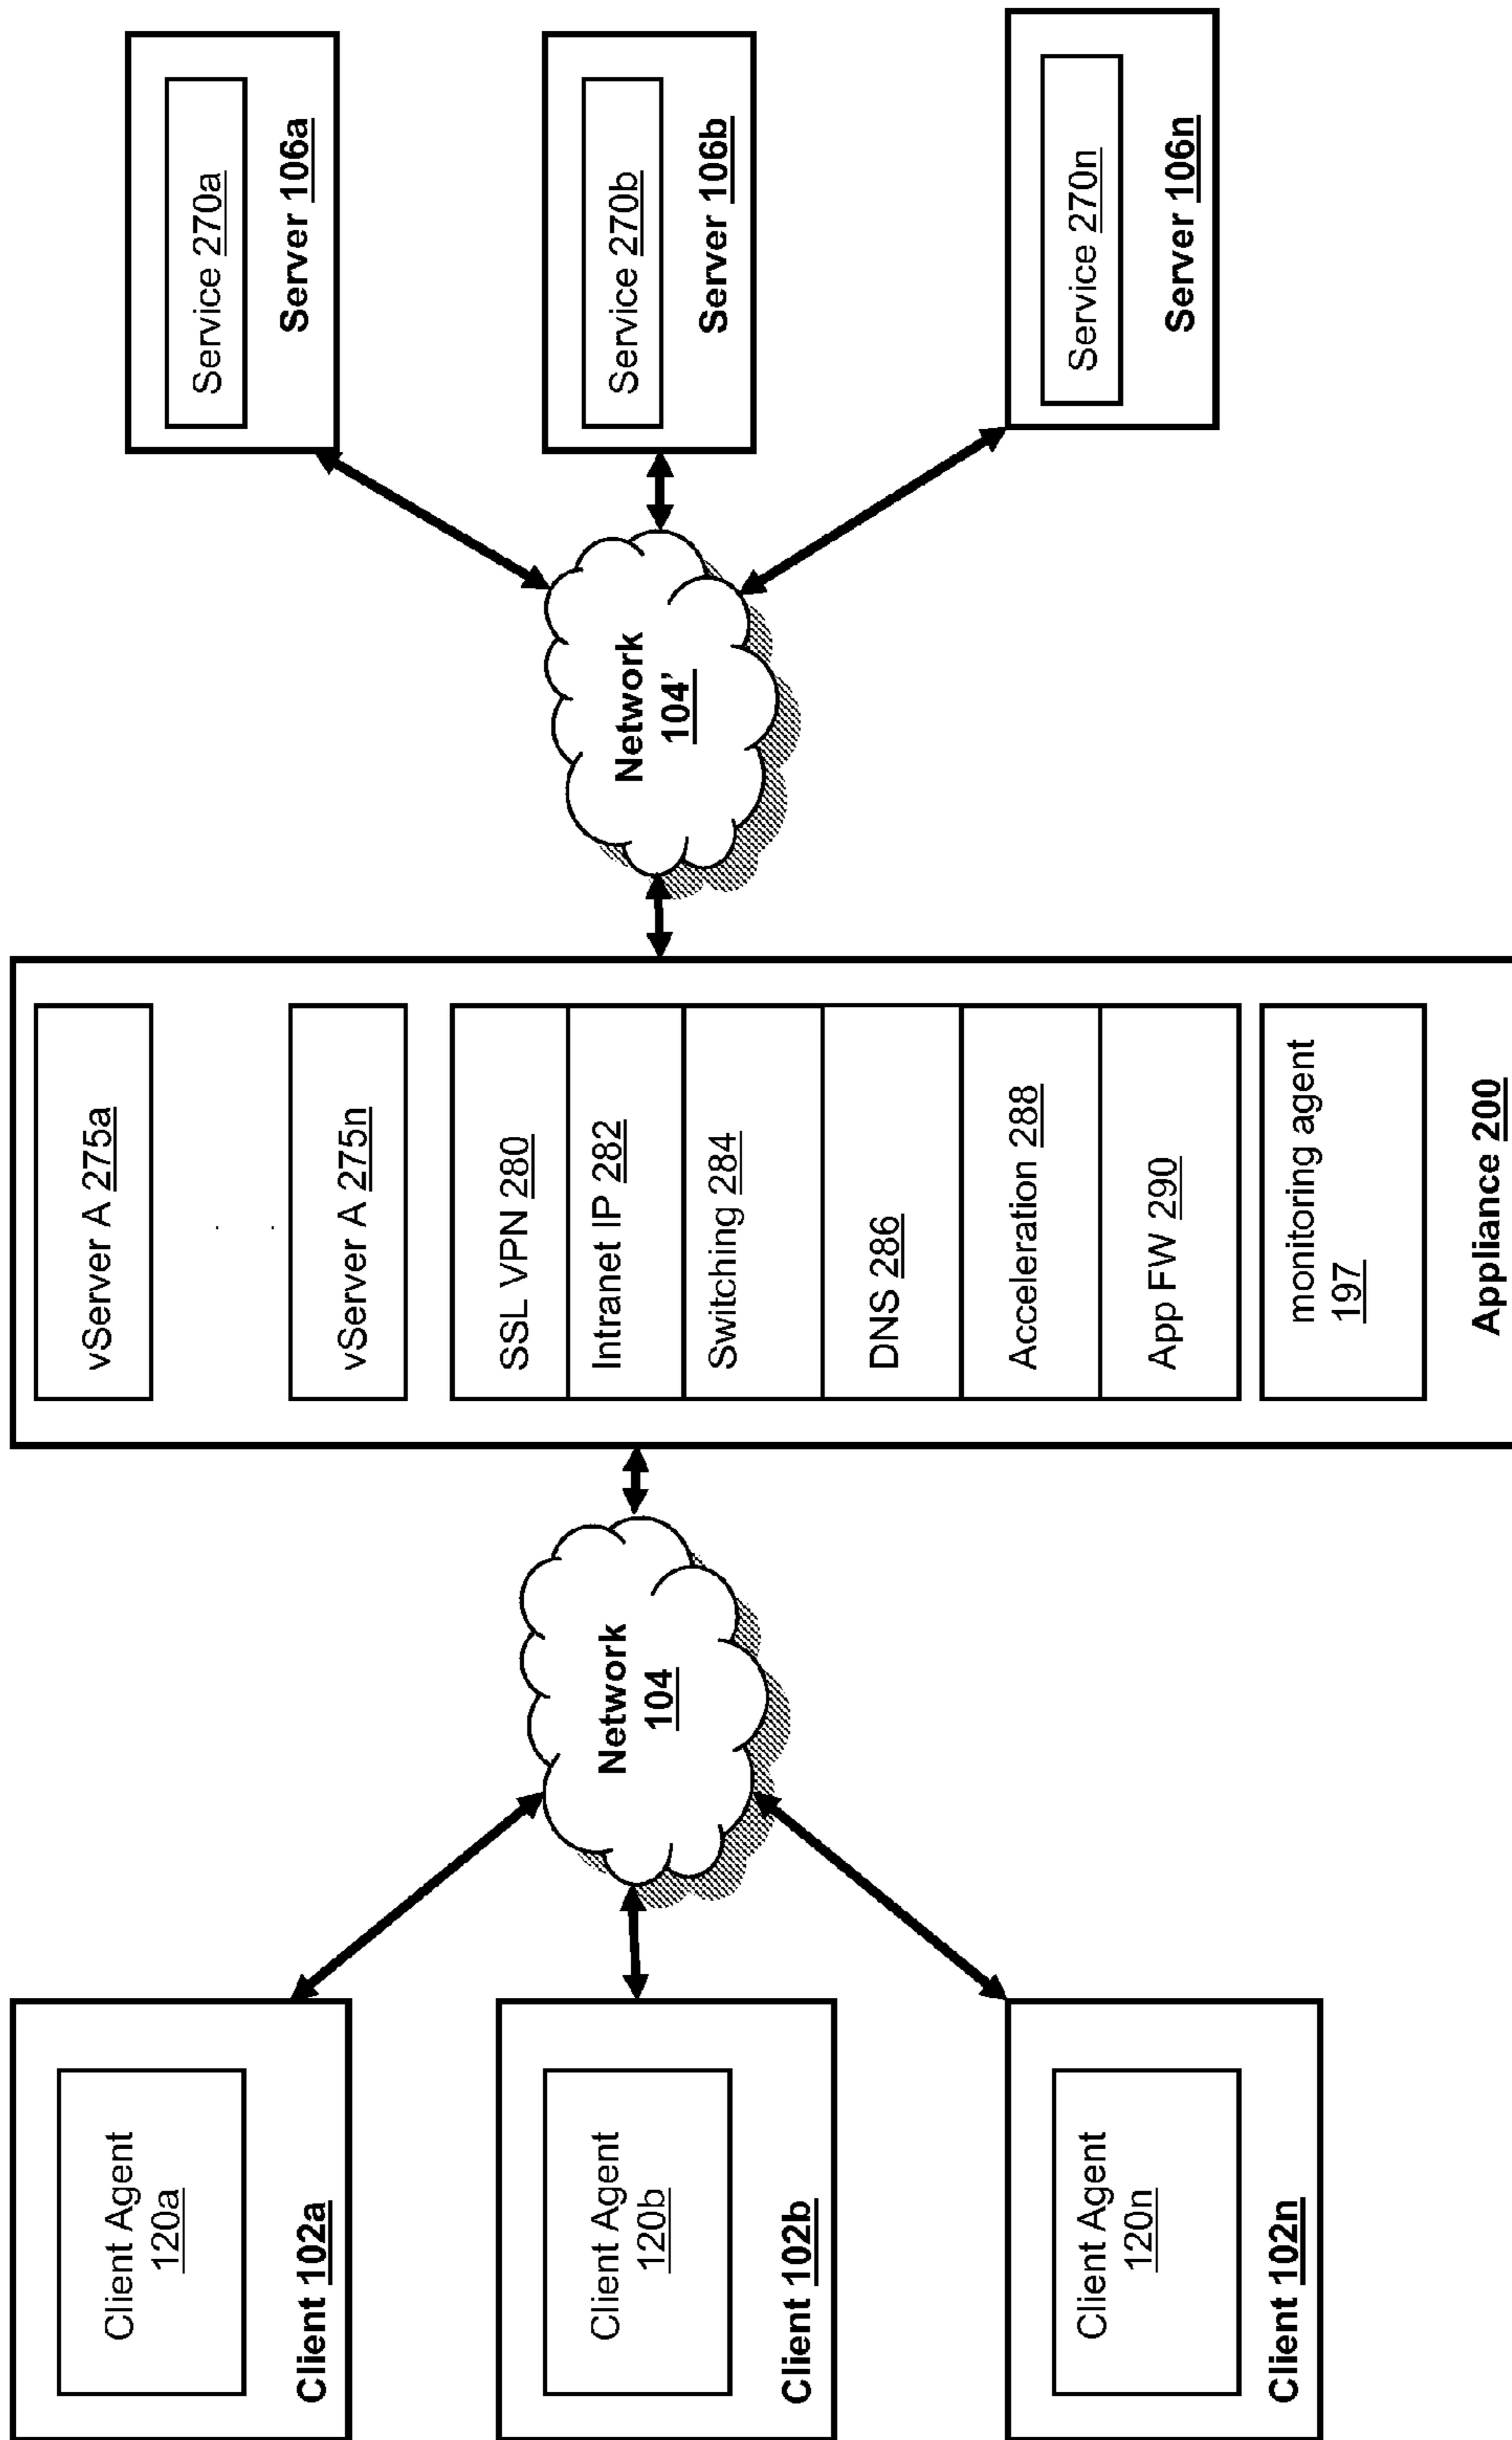 Client Agent
120a
Client 102a
Client Agent
120b
Client 102b
Client Agent
120n
Client 102n
Network
104
vServer A 275a
vServer A 275n
SSL VPN 280
Intranet IP 282
Switching 284
DNS 286
Acceleration 288
App FW 290
monitoring agent
197
Appliance 200
Network
104’
Service 270a
Server 106a
Service 270b
Server 106b
Service 270n
Server 106n